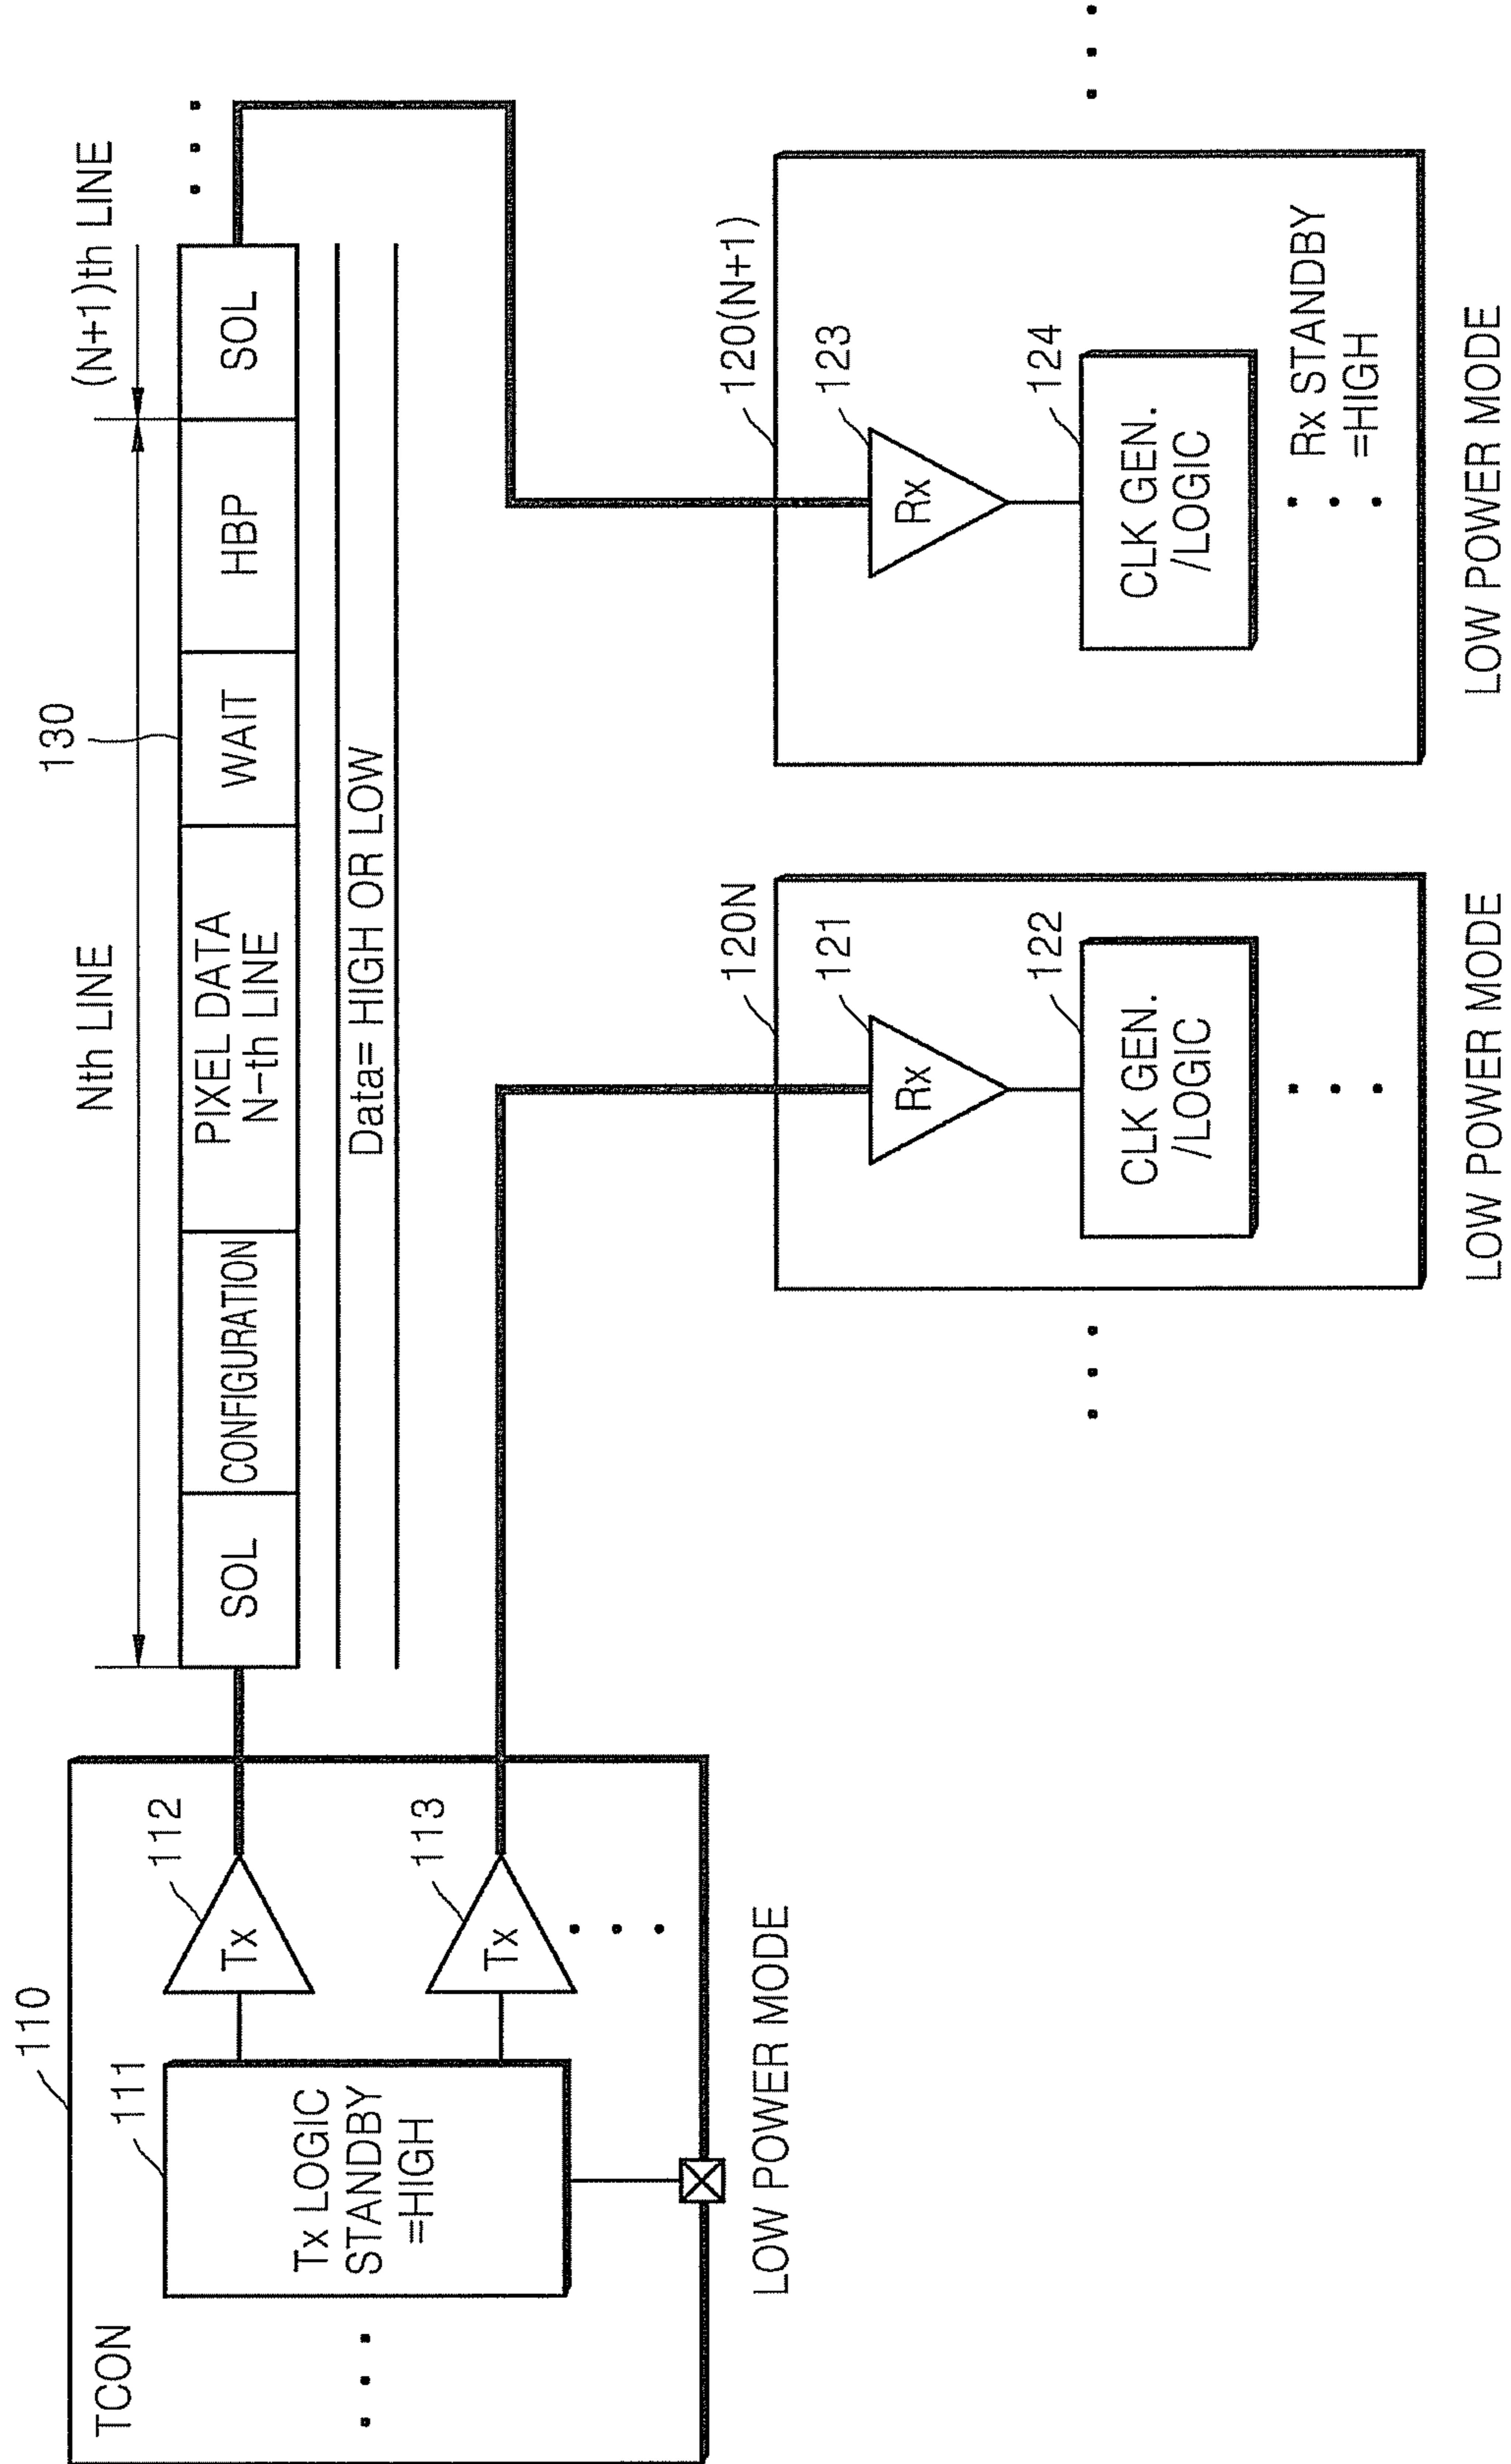 110
TCON
111
Tx LOGIC
STANDBY
=HIGH
112
Tx
113
Tx
LOW POWER MODE
Nth LINE
(N+1)th LINE
130
SOL
CONFIGURATION
PIXEL DATA
N-th LINE
WAIT
HBP
SOL
Data= HIGH OR LOW
120N
121
Rx
122
CLK GEN.
/LOGIC
LOW POWER MODE
120(N+1)
123
Rx
124
CLK GEN.
/LOGIC
Rx STANDBY
=HIGH
LOW POWER MODE